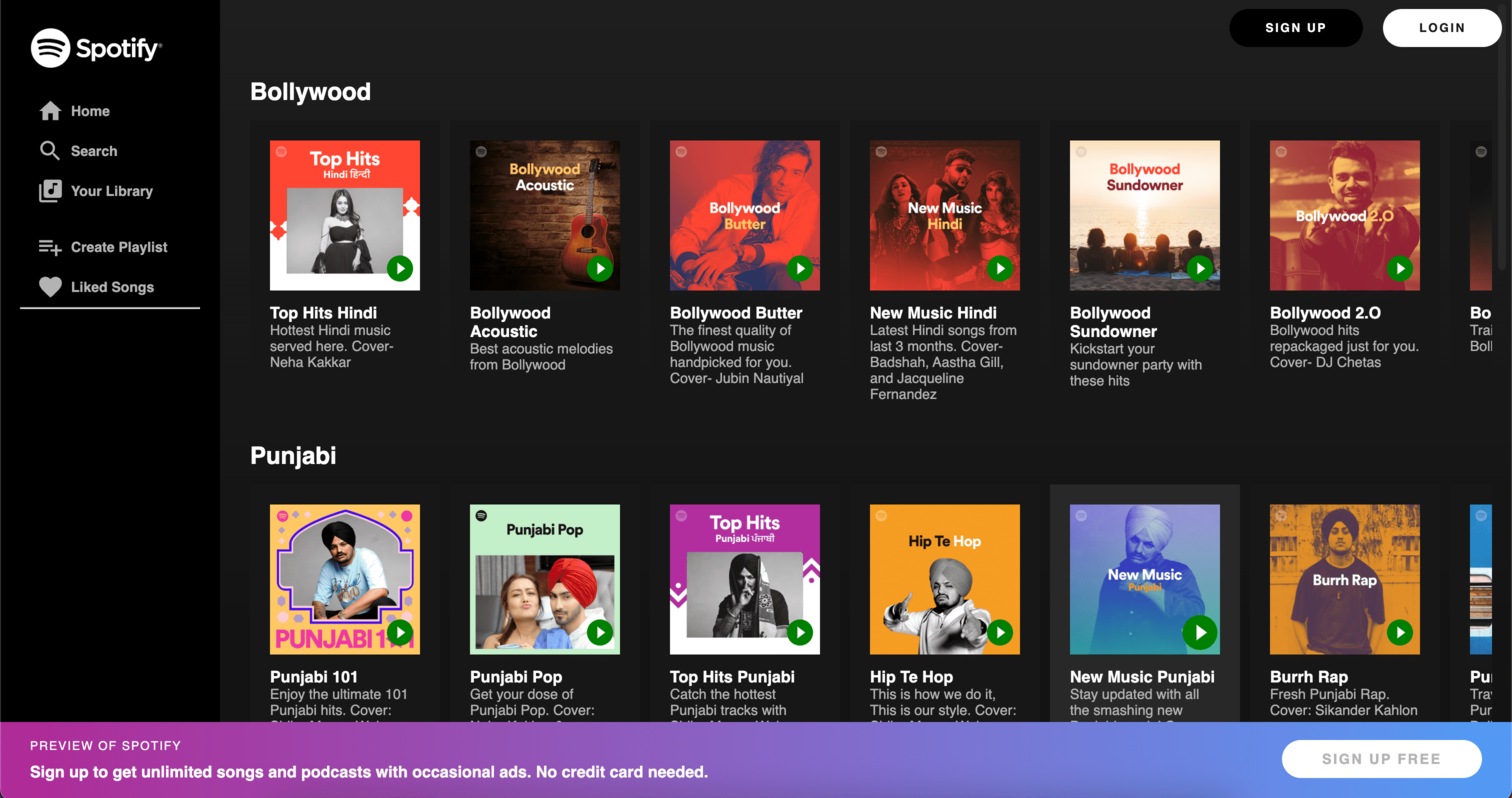 Spotify®
Home
Search
Your Library
Create Playlist
Liked Songs
SIGN UP
LOGIN
Bollywood
Top Hits
Hindi हिन्दी
Top Hits Hindi
Hottest Hindi music
served here. Cover-
Neha Kakkar
Bollywood
Acoustic
Bollywood
Acoustic
Best acoustic melodies
from Bollywood
Bollywood
Butter
Bollywood Butter
The finest quality of
Bollywood music
handpicked for you.
Cover- Jubin Nautiyal
New Music
Hindi
New Music Hindi
Latest Hindi songs from
last 3 months. Cover-
Badshah, Aastha Gill,
and Jacqueline
Fernandez
Bollywood
Sundowner
Bollywood
Sundowner
Kickstart your
sundowner party with
these hits
Bollywood 2.O
Bollywood 2.O
Bollywood hits
repackaged just for you.
Cover- DJ Chetas
Bo
Trai
Boll
Punjabi
PUNJABI 101
Punjabi 101
Enjoy the ultimate 101
Punjabi hits. Cover:
Punjabi Pop
Punjabi Pop
Get your dose of
Punjabi Pop. Cover:
Top Hits
Punjabi ਪੰਜਾਬੀ
Top Hits Punjabi
Catch the hottest
Punjabi tracks with
Hip Te Hop
Hip Te Hop
This is how we do it,
This is our style. Cover:
New Music
Punjabi
New Music Punjabi
Stay updated with all
the smashing new
Burrh Rap
Burrh Rap
Fresh Punjabi Rap.
Cover: Sikander Kahlon
Pu
Trav
Pur
PREVIEW OF SPOTIFY
Sign up to get unlimited songs and podcasts with occasional ads. No credit card needed.
SIGN UP FREE